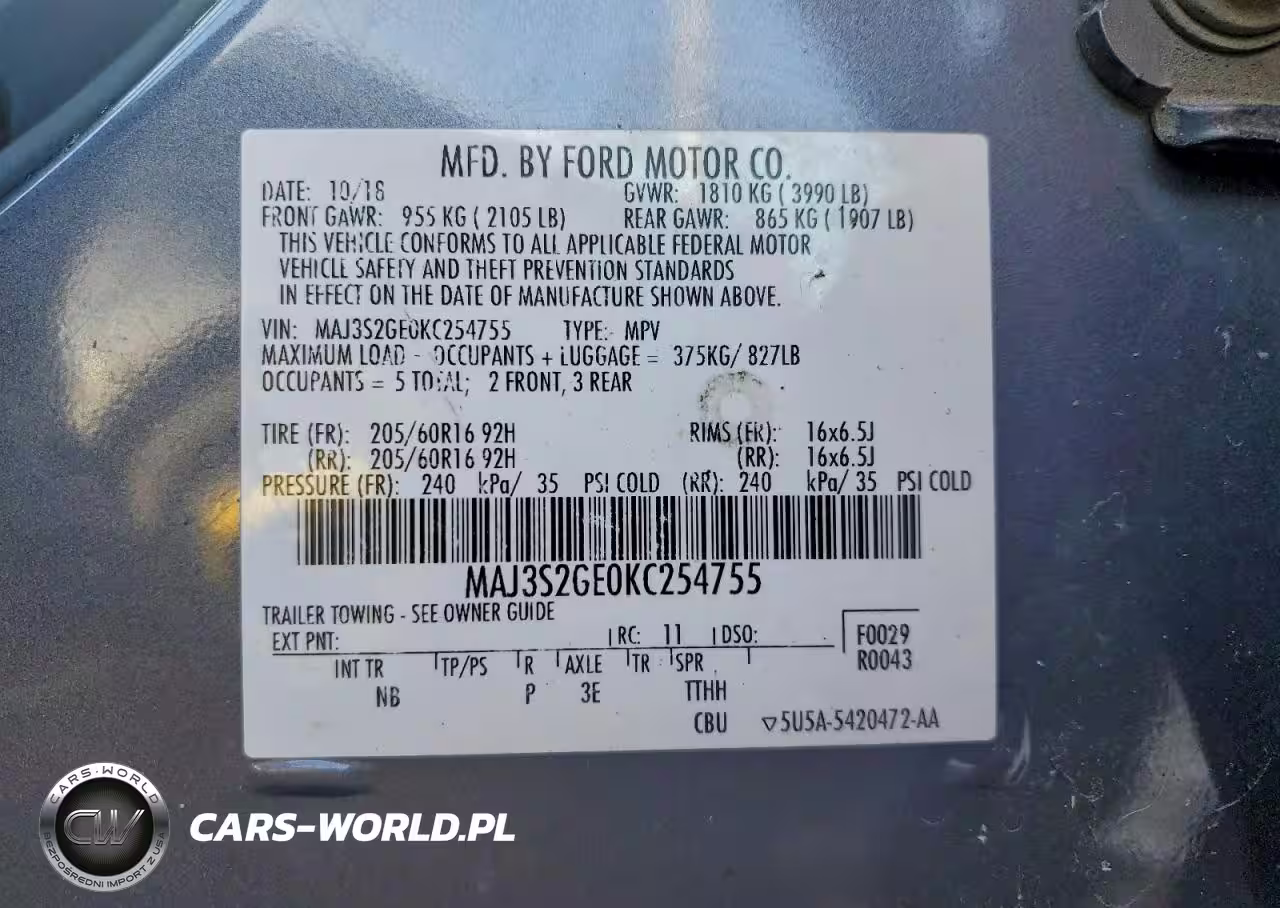 MFD. BY FORD MOTOR CO.
DATE: 10/18 GVWR: 1810 KG ( 3990 LB)
FRONT GAWR: 955 KG ( 2105 LB) REAR GAWR: 865 KG ( 1907 LB)
THIS VEHICLE CONFORMS TO ALL APPLICABLE FEDERAL MOTOR
VEHICLE SAFETY AND THEFT PREVENTION STANDARDS
IN EFFECT ON THE DATE OF MANUFACTURE SHOWN ABOVE.
VIN: MAJ3S2GE0KC254755 TYPE: MPV
MAXIMUM LOAD - OCCUPANTS + LUGGAGE = 375KG/ 827LB
OCCUPANTS = 5 TOTAL; 2 FRONT, 3 REAR
TIRE (FR): 205/60R16 92H RIMS (FR): 16x6.5J
(RR): 205/60R16 92H (RR): 16x6.5J
PRESSURE (FR): 240 kPa/ 35 PSI COLD (RR): 240 kPa/ 35 PSI COLD
MAJ3S2GE0KC254755
TRAILER TOWING - SEE OWNER GUIDE
EXT PNT: RC: 11 DSO: F0029
R0043
INT TR TP/PS R AXLE TR SPR
NB P 3E TTHH
CBU ▽5U5A-5420472-AA
CARS-WORLD
CW
BEZPOŚREDNI IMPORT Z USA
CARS-WORLD.PL